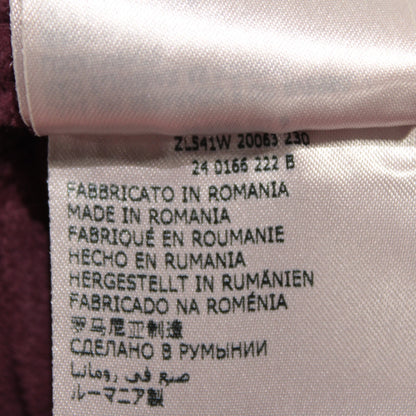 ZL541W 20063 230
24 0166 222 B
FABBRICATO IN ROMANIA
MADE IN ROMANIA
FABRIQUÉ EN ROUMANIE
HECHO EN RUMANIA
HERGESTELLT IN RUMÄNIEN
FABRICADO NA ROMÉNIA
罗马尼亚制造
СДЕЛАНО В РУМЫНИИ
صنع في رومانيا
ルーマニア製